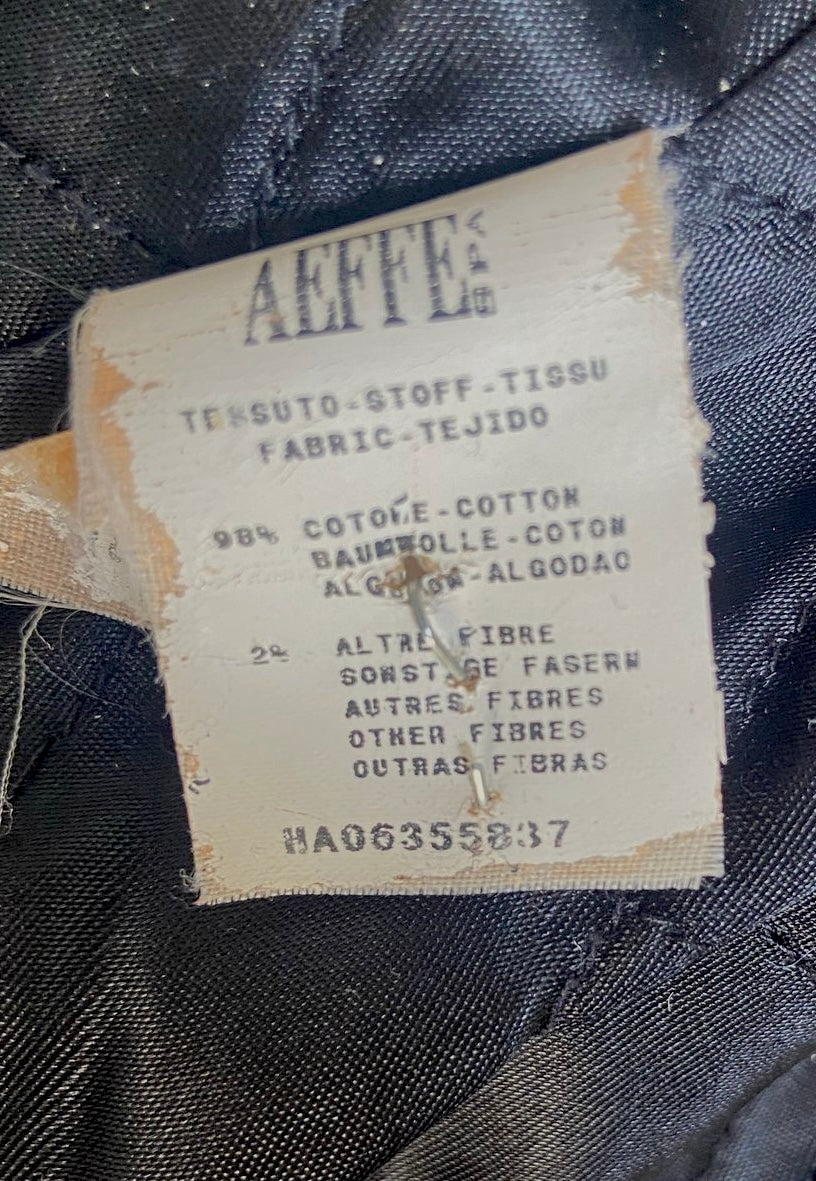 AEFFE SPA
TESSUTO-STOFF-TISSU
FABRIC-TEJIDO
98% COTONE-COTTON
BAUMWOLLE-COTON
ALGODON-ALGODAO
2% ALTRE FIBRE
SONSTIGE FASERN
AUTRES FIBRES
OTHER FIBRES
OUTRAS FIBRAS
HA06355837